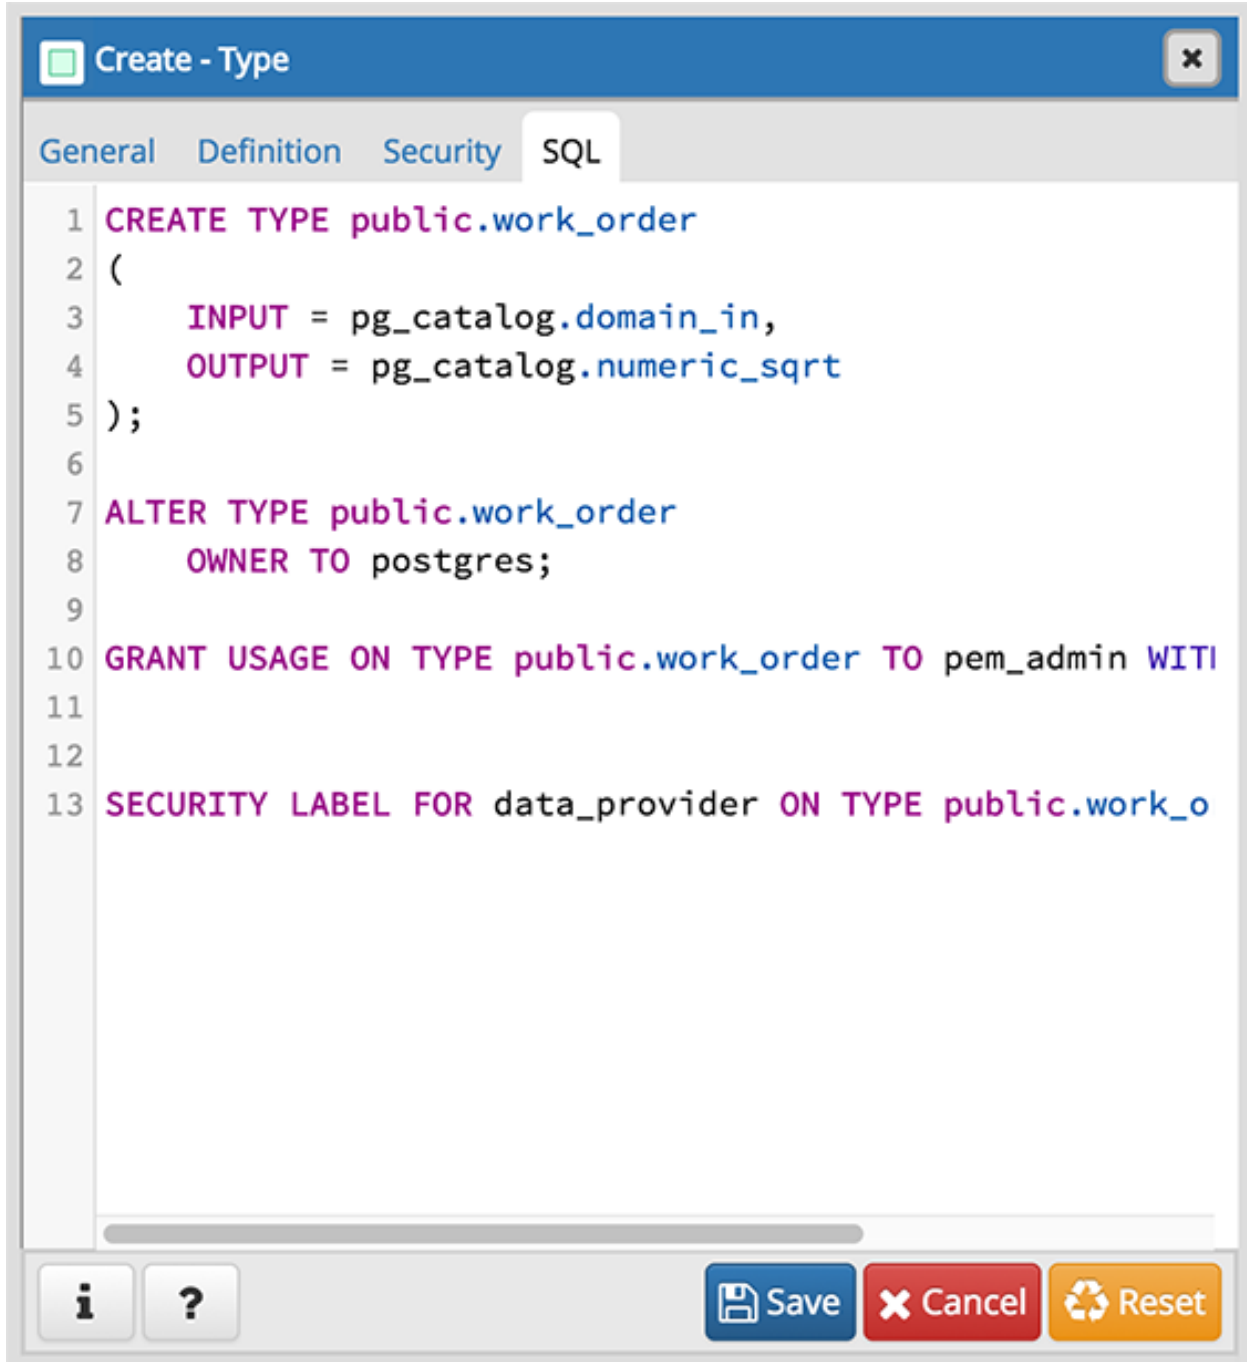 Create - Type
General Definition Security SQL
1 CREATE TYPE public.work_order
2 (
3 INPUT = pg_catalog.domain_in,
4 OUTPUT = pg_catalog.numeric_sqrt
5 );
6
7 ALTER TYPE public.work_order
8 OWNER TO postgres;
9
10 GRANT USAGE ON TYPE public.work_order TO pem_admin
11
12
13 SECURITY LABEL FOR data_provider ON TYPE public.work_o
i ? Save Cancel Reset